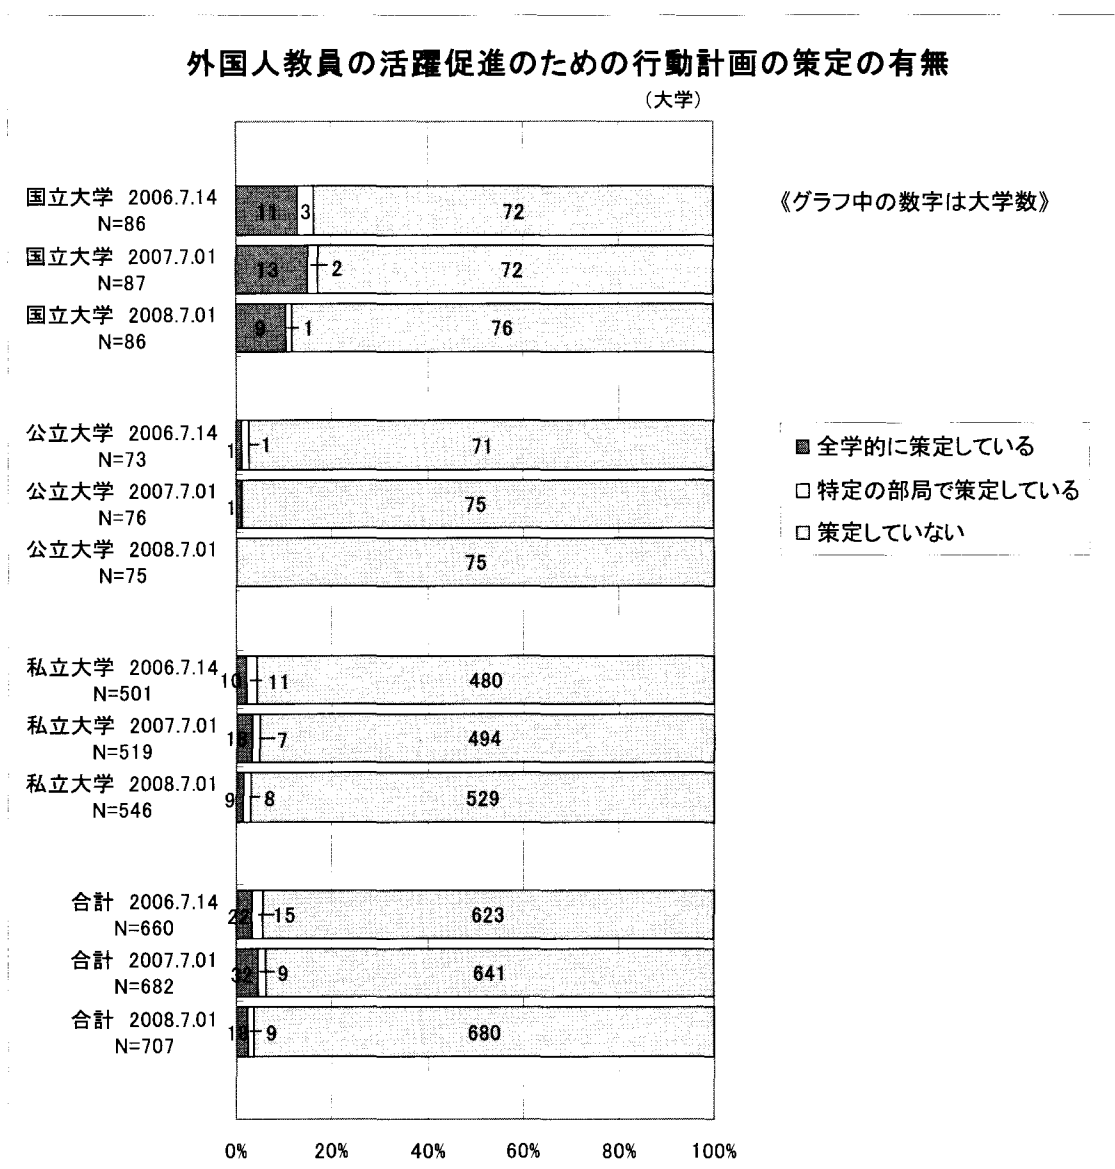 外国人教員の活躍促進のための行動計画の策定の有無
（大学）
国立大学 2006.7.14
N=86
11 3 72
《グラフ中の数字は大学数》
国立大学 2007.7.01
N=87
13 2 72
国立大学 2008.7.01
N=86
9 1 76
公立大学 2006.7.14
N=73
1 1 71
公立大学 2007.7.01
N=76
1 75
公立大学 2008.7.01
N=75
75
全学的に策定している
特定の部局で策定している
策定していない
私立大学 2006.7.14
N=501
10 11 480
私立大学 2007.7.01
N=519
18 7 494
私立大学 2008.7.01
N=546
9 8 529
合計 2006.7.14
N=660
22 15 623
合計 2007.7.01
N=682
32 9 641
合計 2008.7.01
N=707
18 9 680
0% 20% 40% 60% 80% 100%